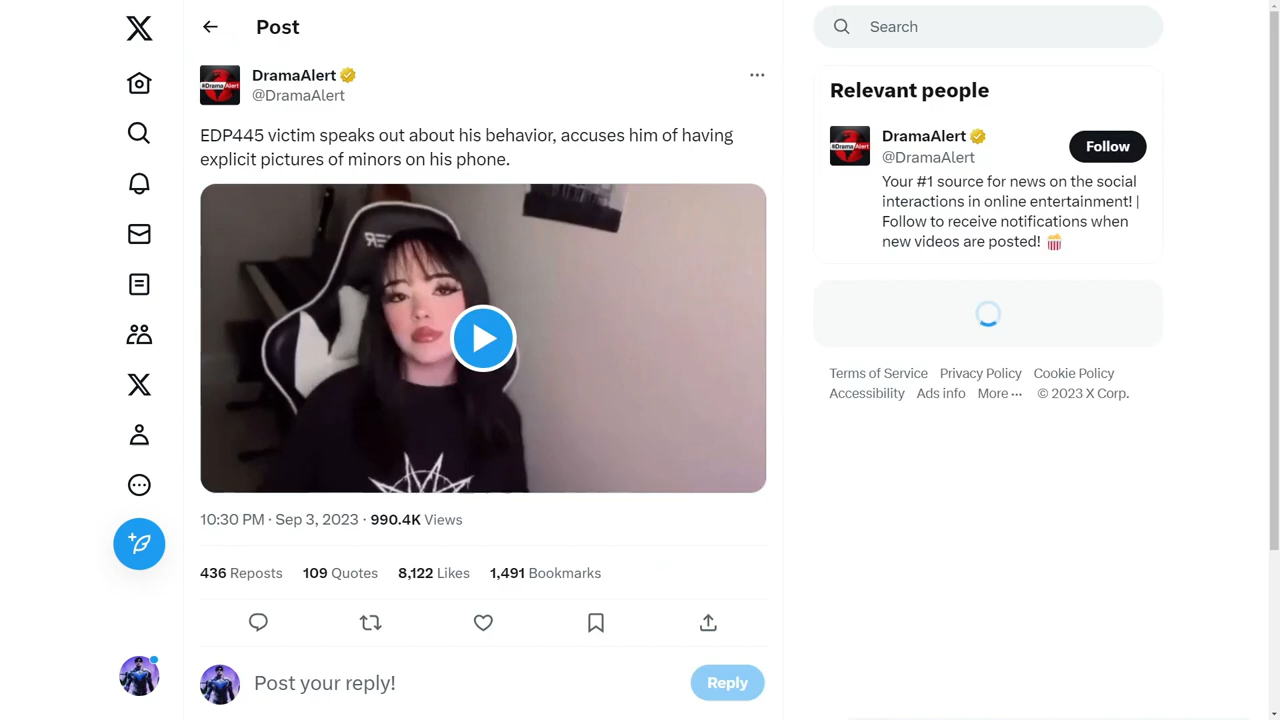 Post
DramaAlert
@DramaAlert
EDP445 victim speaks out about his behavior, accuses him of having
explicit pictures of minors on his phone.
10:30 PM · Sep 3, 2023 · 990.4K Views
436 Reposts 109 Quotes 8,122 Likes 1,491 Bookmarks
Post your reply!
Reply
Search
Relevant people
DramaAlert
@DramaAlert
Follow
Your #1 source for news on the social
interactions in online entertainment! |
Follow to receive notifications when
new videos are posted! 🍿
Terms of Service Privacy Policy Cookie Policy
Accessibility Ads info More ··· © 2023 X Corp.